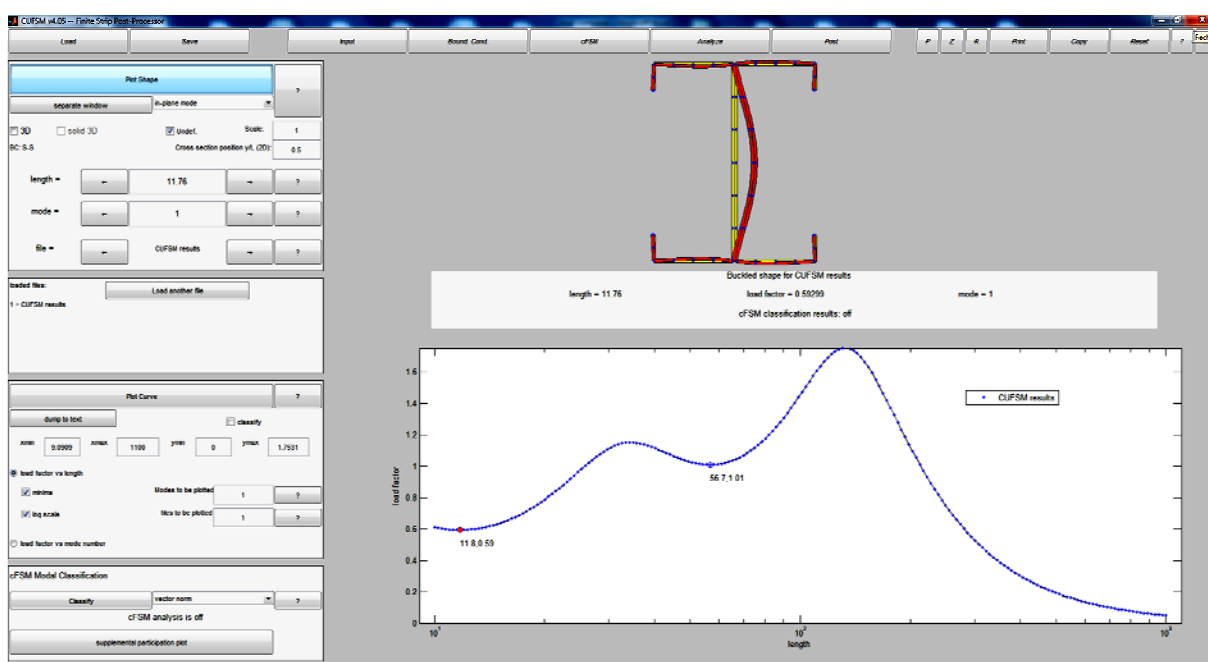 CUFSM v4.05 -- Finite Strip Post-Processor
Load Save Input Bound. Cond. cFSM Analyze Post P Z R Print Copy Reset ?
Fech
Plot Shape ?
separate window in-plane mode
3D solid 3D Undef. Scale: 1
BC: S-S Cross section position y/L (2D): 0.5
length = ← 11.76 → ?
mode = ← 1 → ?
file = ← CUFSM results → ?
loaded files: Load another file
1 - CUFSM results
Plot Curve ?
dump to text classify
xmin 9.0909 xmax 1100 ymin 0 ymax 1.7531
load factor vs length
minima Modes to be plotted 1 ?
log scale files to be plotted 1 ?
load factor vs mode number
cFSM Modal Classification
Classify vector norm ?
cFSM analysis is off
supplemental participation plot
Buckled shape for CUFSM results
length = 11.76 load factor = 0.59299 mode = 1
cFSM classification results: off
load factor
1.6
1.4
1.2
1
0.8
0.6
0.4
0.2
0
CUFSM results
56.7,1.01
11.8,0.59
10¹ 10² 10³
length